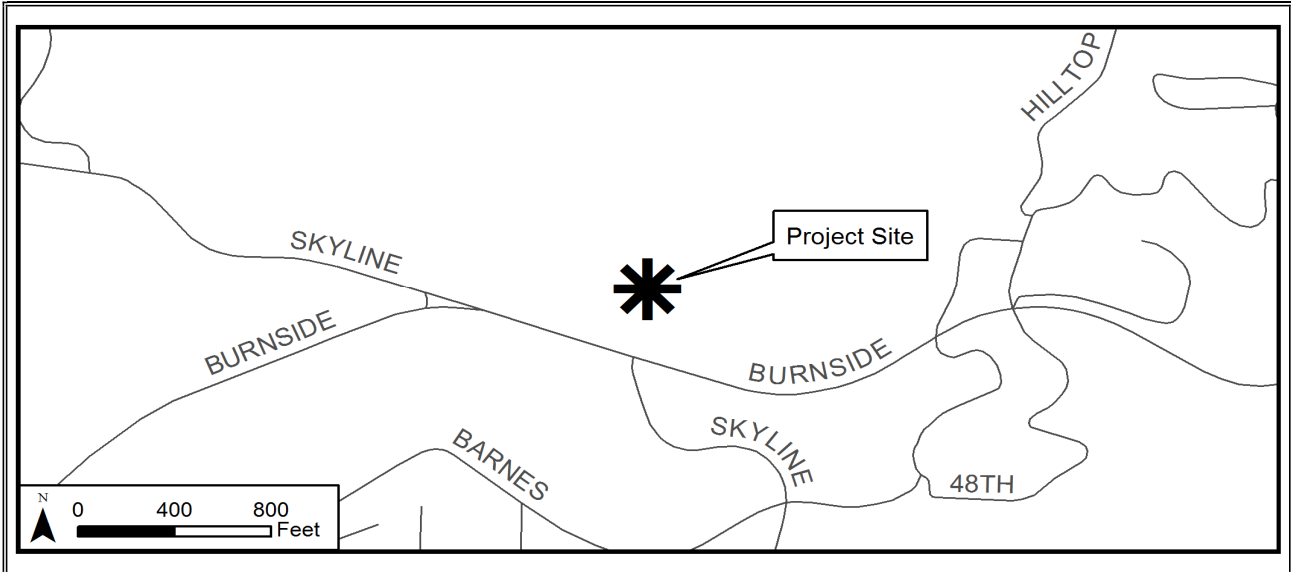 HILLTOP
Project Site
SKYLINE
BURNSIDE
BURNSIDE
SKYLINE
BARNES
48TH
N
0 400 800
Feet